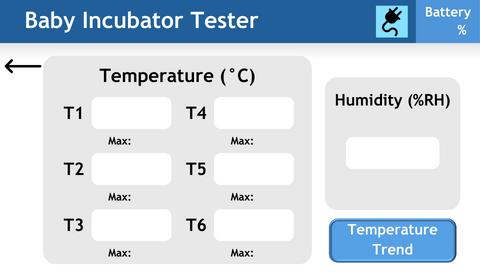 Baby Incubator Tester
Battery
%
Temperature (°C)
T1
T4
Max:
Max:
T2
T5
Max:
Max:
T3
T6
Max:
Max:
Humidity (%RH)
Temperature
Trend